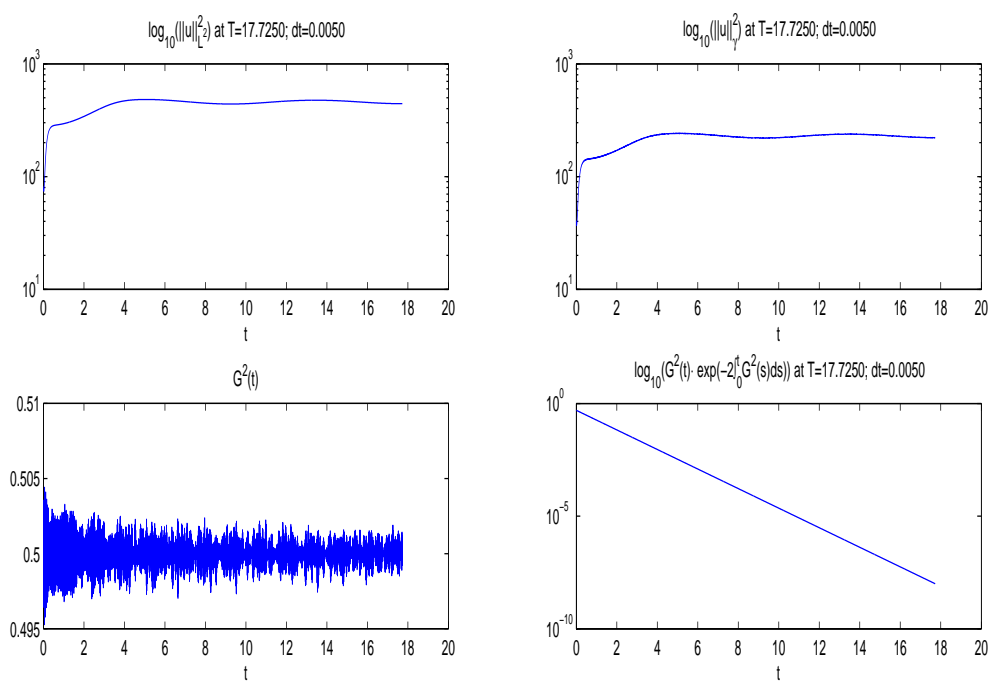 log10(||u||²L²) at T=17.7250; dt=0.0050
10³
10²
10¹
0 2 4 6 8 10 12 14 16 18 20
t
log10(||u||²γ) at T=17.7250; dt=0.0050
10³
10²
10¹
0 2 4 6 8 10 12 14 16 18 20
t
G²(t)
0.51
0.505
0.5
0.495
0 2 4 6 8 10 12 14 16 18 20
t
log10(G²(t)· exp(−2∫₀ᵗG²(s)ds)) at T=17.7250; dt=0.0050
10⁰
10⁻⁵
10⁻¹⁰
0 2 4 6 8 10 12 14 16 18 20
t